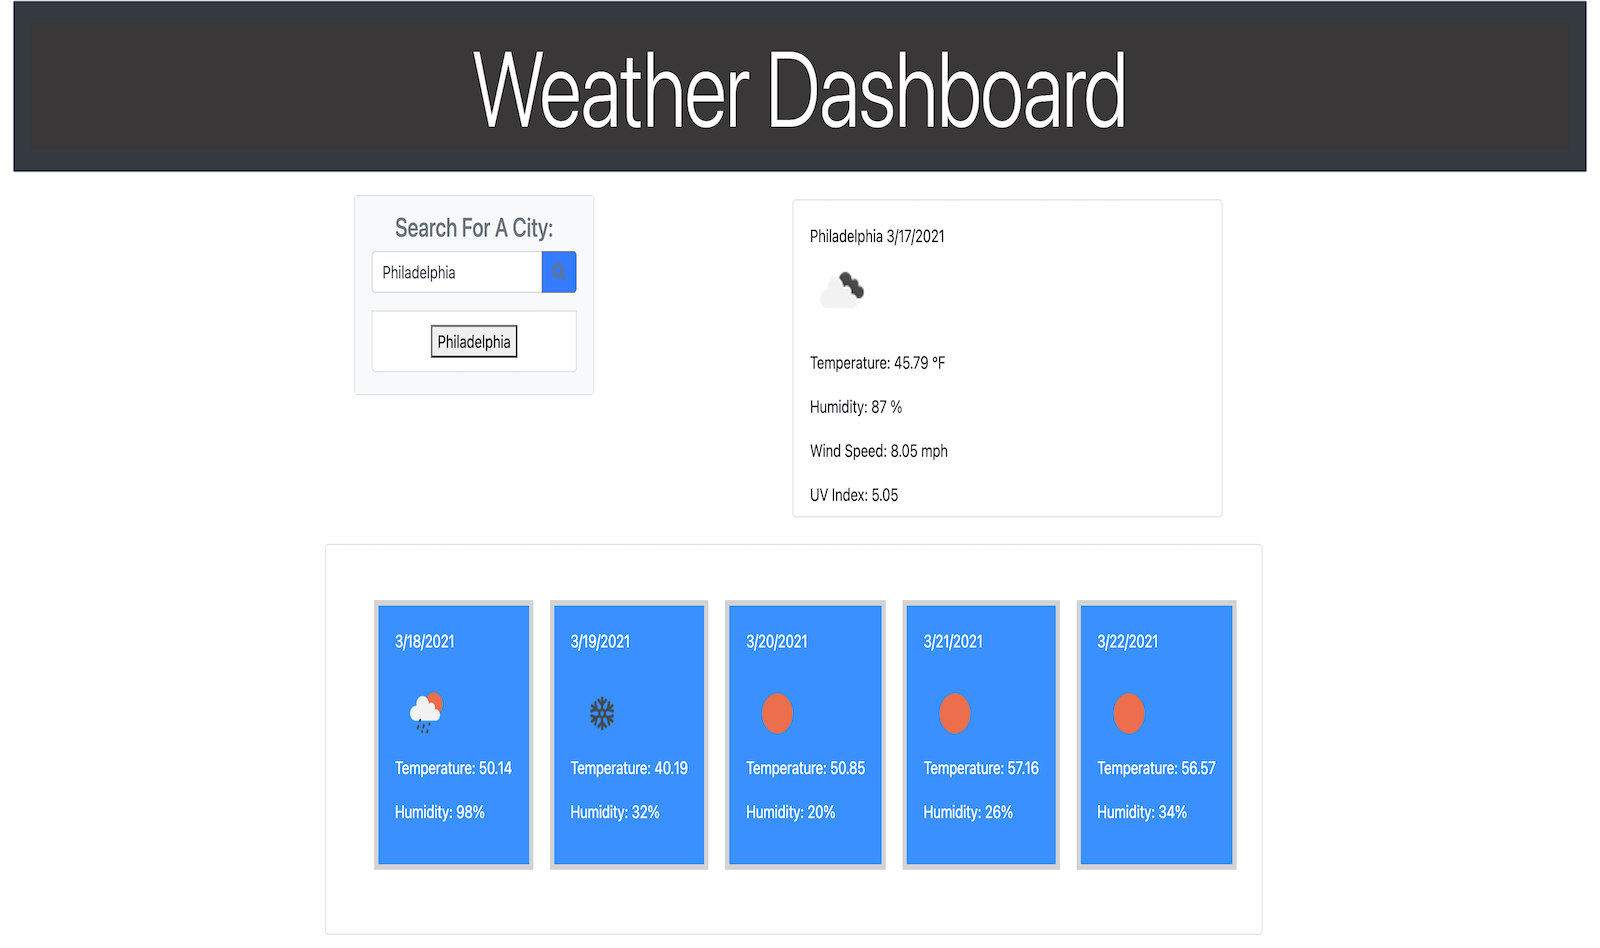 Weather Dashboard
Search For A City:
Philadelphia
Philadelphia
Philadelphia 3/17/2021
Temperature: 45.79 °F
Humidity: 87 %
Wind Speed: 8.05 mph
UV Index: 5.05
3/18/2021
Temperature: 50.14
Humidity: 98%
3/19/2021
Temperature: 40.19
Humidity: 32%
3/20/2021
Temperature: 50.85
Humidity: 20%
3/21/2021
Temperature: 57.16
Humidity: 26%
3/22/2021
Temperature: 56.57
Humidity: 34%